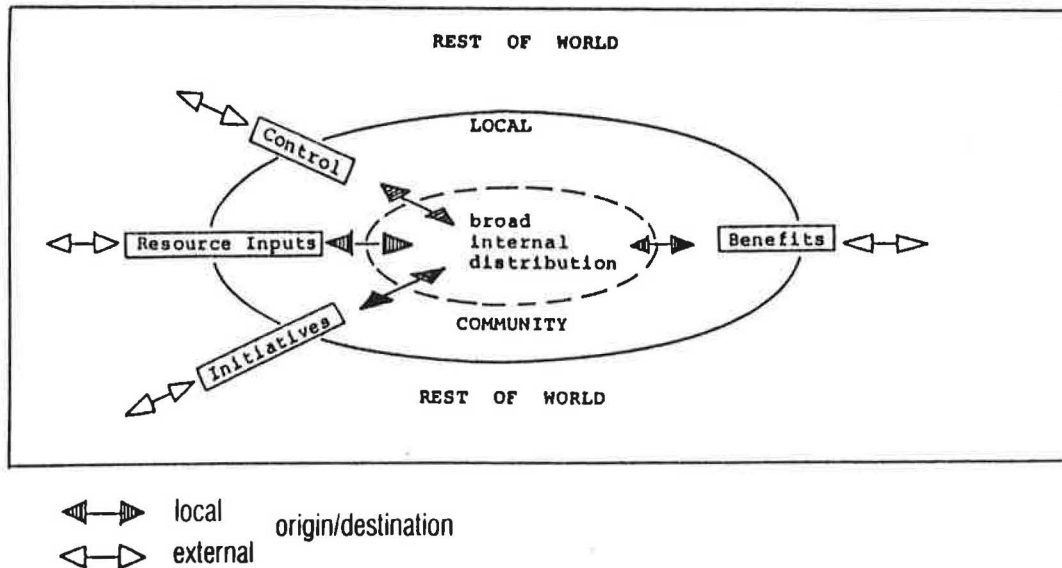 REST OF WORLD
LOCAL
Control
broad
internal
distribution
Resource Inputs
Benefits
COMMUNITY
Initiatives
REST OF WORLD
local
origin/destination
external